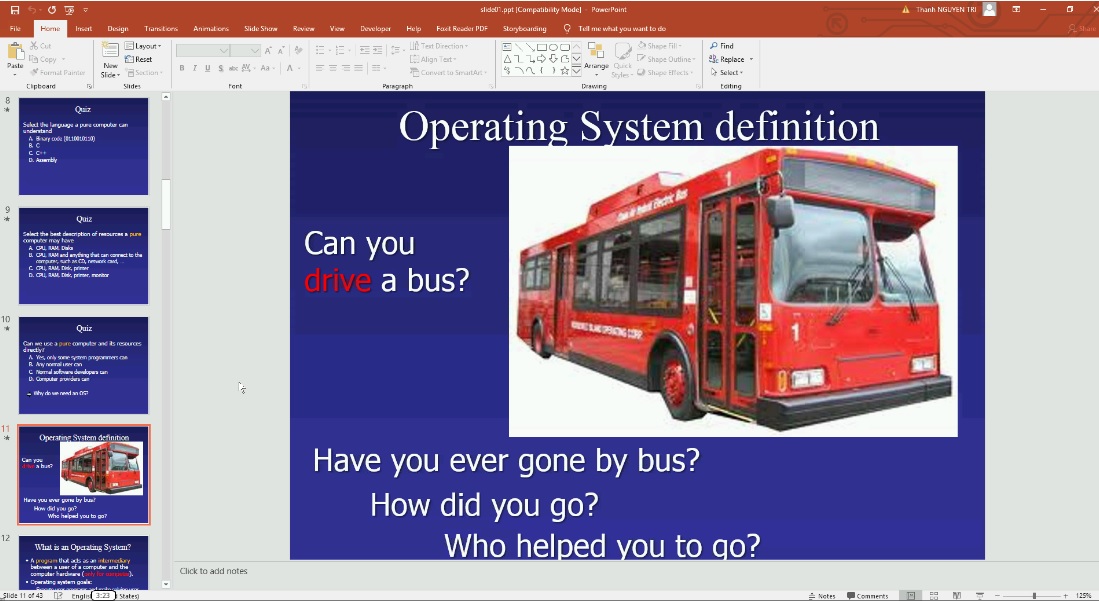 slide01.ppt [Compatibility Mode] - PowerPoint
Thanh NGUYEN TRI
File Home Insert Design Transitions Animations Slide Show Review View Developer Help Foxit Reader PDF Storyboarding Tell me what you want to do Share
Paste
Cut
Copy
Format Painter
Clipboard
New
Slide
Layout
Reset
Section
Slides
Font
Text Direction
Align Text
Convert to SmartArt
Paragraph
Arrange
Quick
Styles
Shape Fill
Shape Outline
Shape Effects
Drawing
Find
Replace
Select
Editing
8
Quiz
Select the language a pure computer can
understand
A. Binary code (0110010110)
B. C
C. C++
D. Assembly
9
Quiz
Select the best description of resources a pure
computer may have
A. CPU, RAM, Disks
B. CPU, RAM and anything that can connect to the
computer, such as CD, network card, ...
C. CPU, RAM, Disk, printer
D. CPU, RAM, Disk, printer, monitor
10
Quiz
Can we use a pure computer and its resources
directly?
A. Yes, only some system programmers can
B. Any normal user can
C. Normal software developers can
D. Computer providers can
– Why do we need an OS?
11
Operating System definition
Can you
drive a bus?
Have you ever gone by bus?
How did you go?
Who helped you to go?
12
What is an Operating System?
• A program that acts as an intermediary
between a user of a computer and the
computer hardware (only for computer).
• Operating system goals:
Operating System definition
Can you
drive a bus?
1
1
Have you ever gone by bus?
How did you go?
Who helped you to go?
Click to add notes
Slide 11 of 43 English 3:23 States) Notes Comments 125%